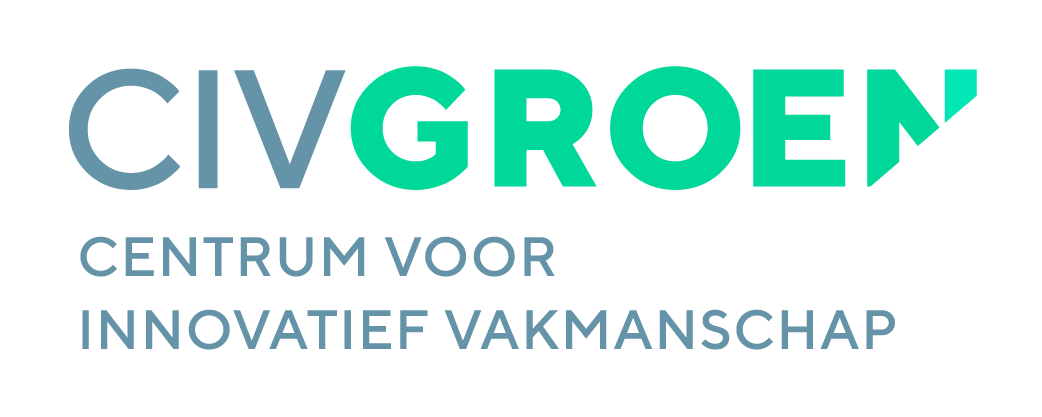 CIVGROEN
CENTRUM VOOR
INNOVATIEF VAKMANSCHAP